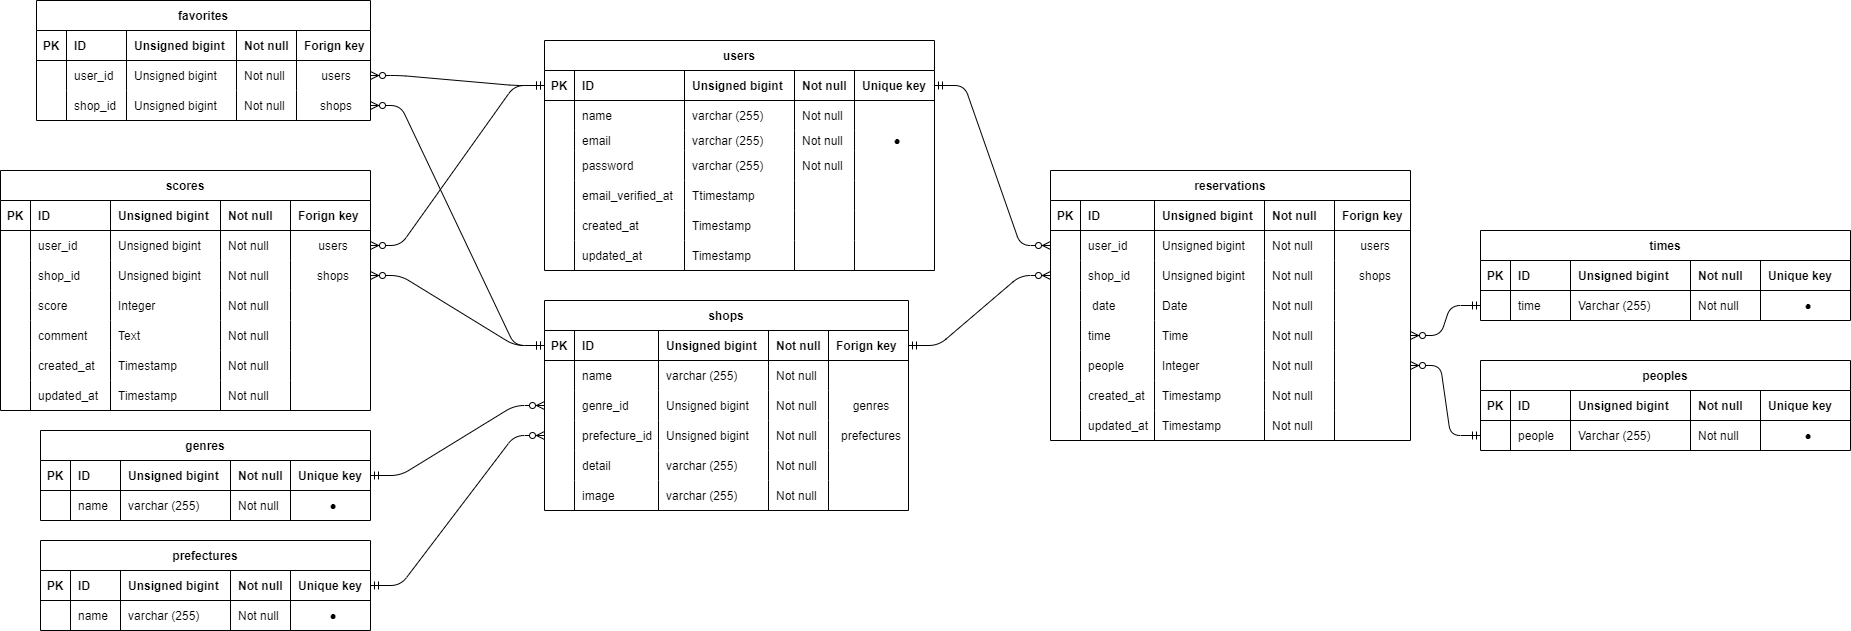 favorites
PK ID Unsigned bigint Not null Forign key
user_id Unsigned bigint Not null users
shop_id Unsigned bigint Not null shops
users
PK ID Unsigned bigint Not null Unique key
name varchar (255) Not null
email varchar (255) Not null •
password varchar (255) Not null
email_verified_at Ttimestamp
created_at Timestamp
updated_at Timestamp
scores
PK ID Unsigned bigint Not null Forign key
user_id Unsigned bigint Not null users
shop_id Unsigned bigint Not null shops
score Integer Not null
comment Text Not null
created_at Timestamp Not null
updated_at Timestamp Not null
reservations
PK ID Unsigned bigint Not null Forign key
user_id Unsigned bigint Not null users
shop_id Unsigned bigint Not null shops
date Date Not null
time Time Not null
people Integer Not null
created_at Timestamp Not null
updated_at Timestamp Not null
times
PK ID Unsigned bigint Not null Unique key
time Varchar (255) Not null •
shops
PK ID Unsigned bigint Not null Forign key
name varchar (255) Not null
genre_id Unsigned bigint Not null genres
prefecture_id Unsigned bigint Not null prefectures
detail varchar (255) Not null
image varchar (255) Not null
peoples
PK ID Unsigned bigint Not null Unique key
people Varchar (255) Not null •
genres
PK ID Unsigned bigint Not null Unique key
name varchar (255) Not null •
prefectures
PK ID Unsigned bigint Not null Unique key
name varchar (255) Not null •